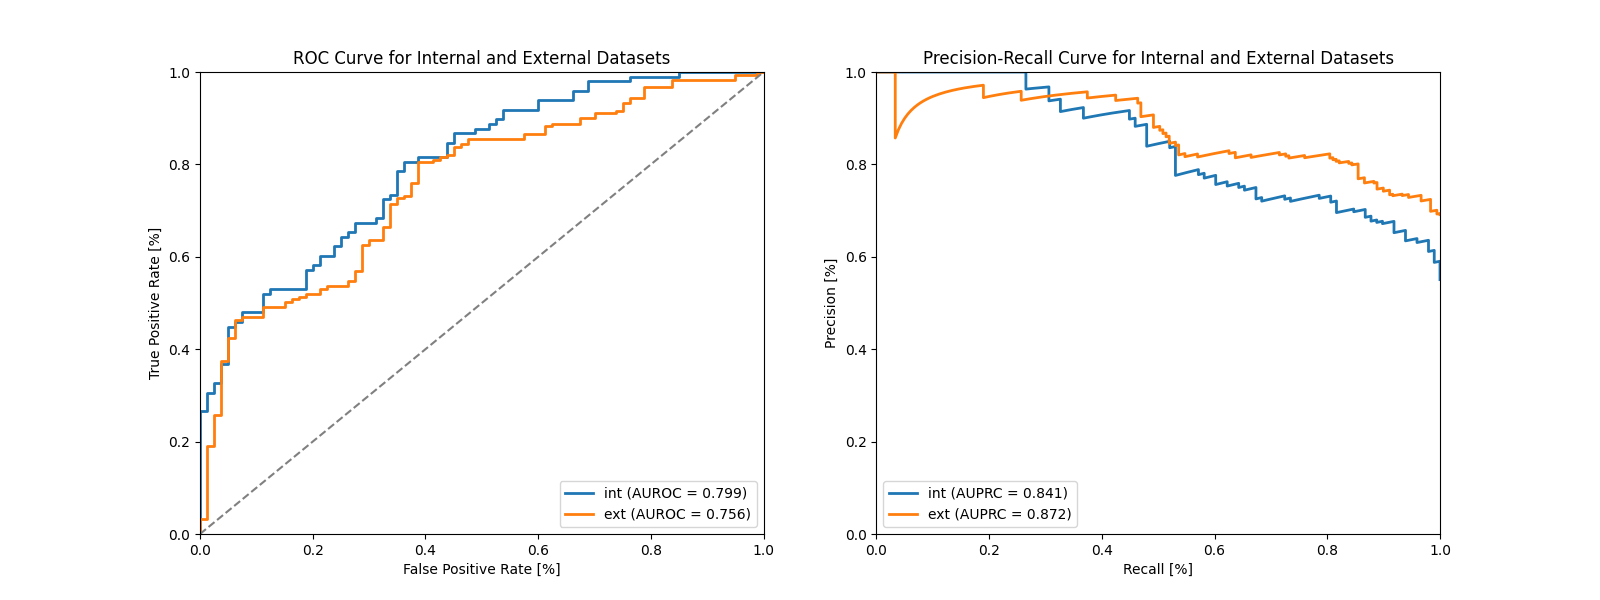 ROC Curve for Internal and External Datasets
1.0
0.8
0.6
0.4
0.2
0.0
True Positive Rate [%]
int (AUROC = 0.799)
ext (AUROC = 0.756)
0.0 0.2 0.4 0.6 0.8 1.0
False Positive Rate [%]
Precision-Recall Curve for Internal and External Datasets
1.0
0.8
0.6
0.4
0.2
0.0
Precision [%]
int (AUPRC = 0.841)
ext (AUPRC = 0.872)
0.0 0.2 0.4 0.6 0.8 1.0
Recall [%]